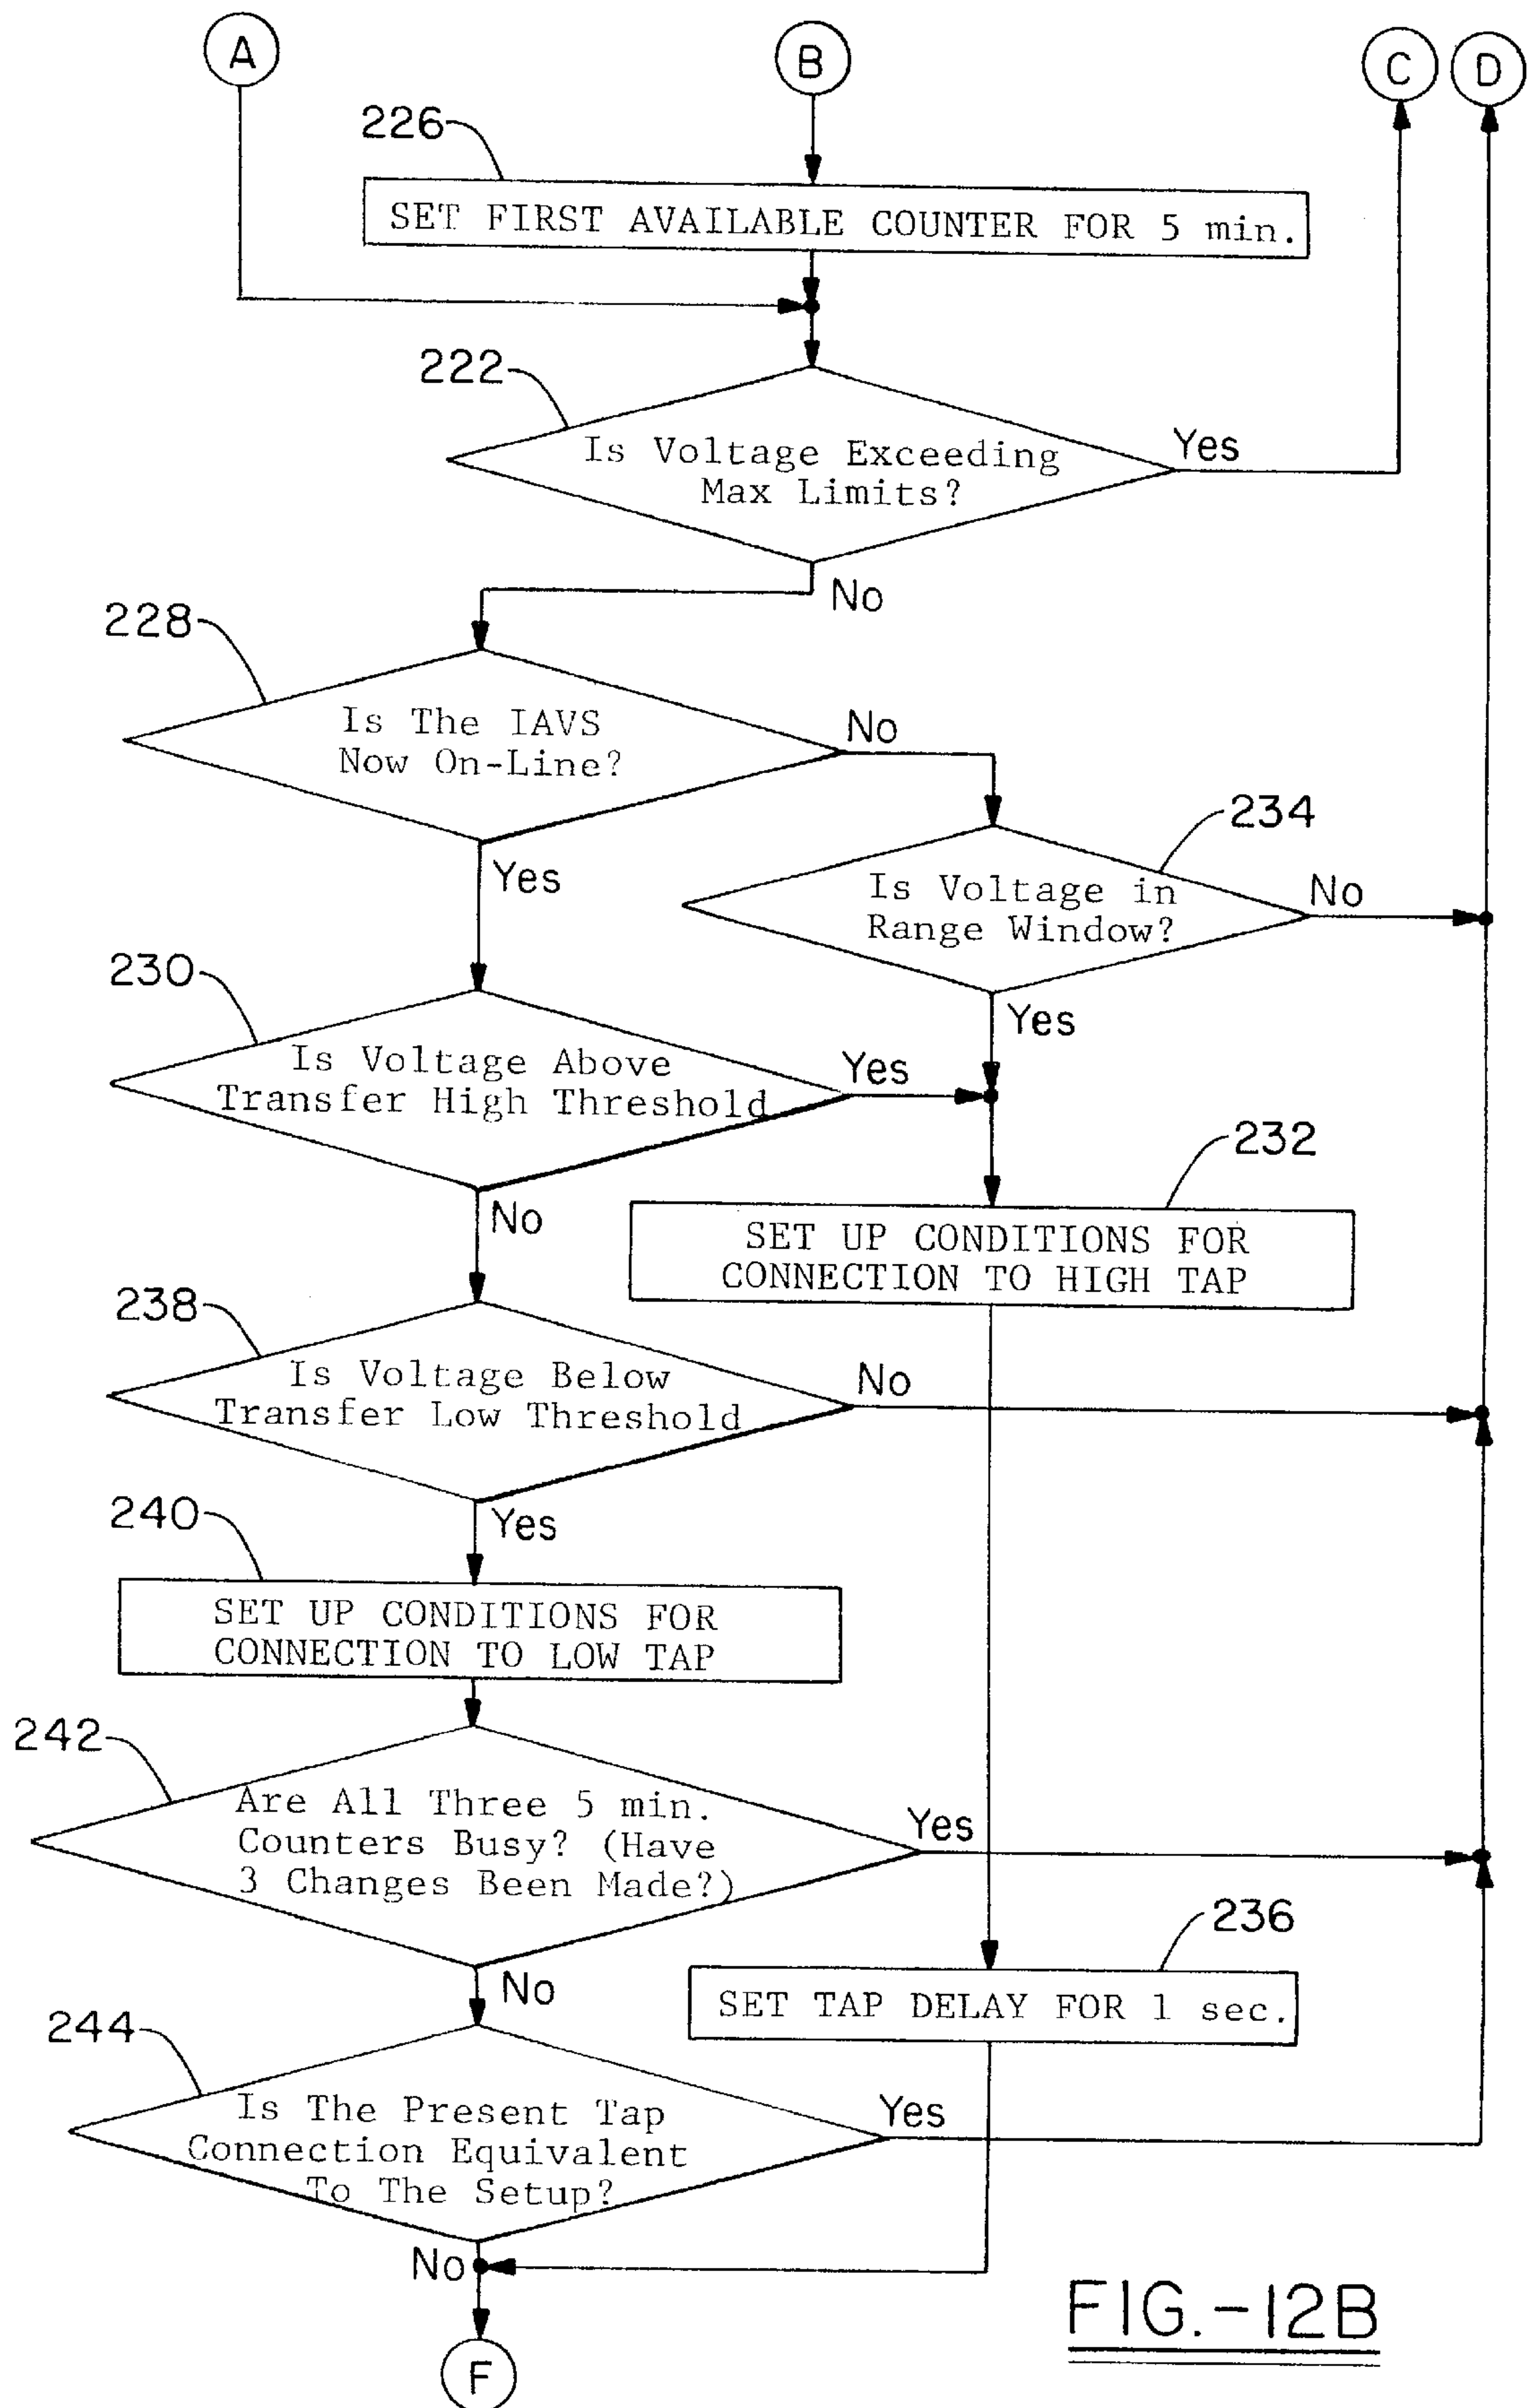 A
B
C
D
226
SET FIRST AVAILABLE COUNTER FOR 5 min.
222
Is Voltage Exceeding
Max Limits?
Yes
No
228
Is The IAVS
Now On-Line?
No
Yes
234
Is Voltage in
Range Window?
No
Yes
230
Is Voltage Above
Transfer High Threshold
Yes
No
232
SET UP CONDITIONS FOR
CONNECTION TO HIGH TAP
238
Is Voltage Below
Transfer Low Threshold
No
Yes
240
SET UP CONDITIONS FOR
CONNECTION TO LOW TAP
242
Are All Three 5 min.
Counters Busy? (Have
3 Changes Been Made?)
Yes
No
236
SET TAP DELAY FOR 1 sec.
244
Is The Present Tap
Connection Equivalent
To The Setup?
Yes
No
F
FIG.-12B